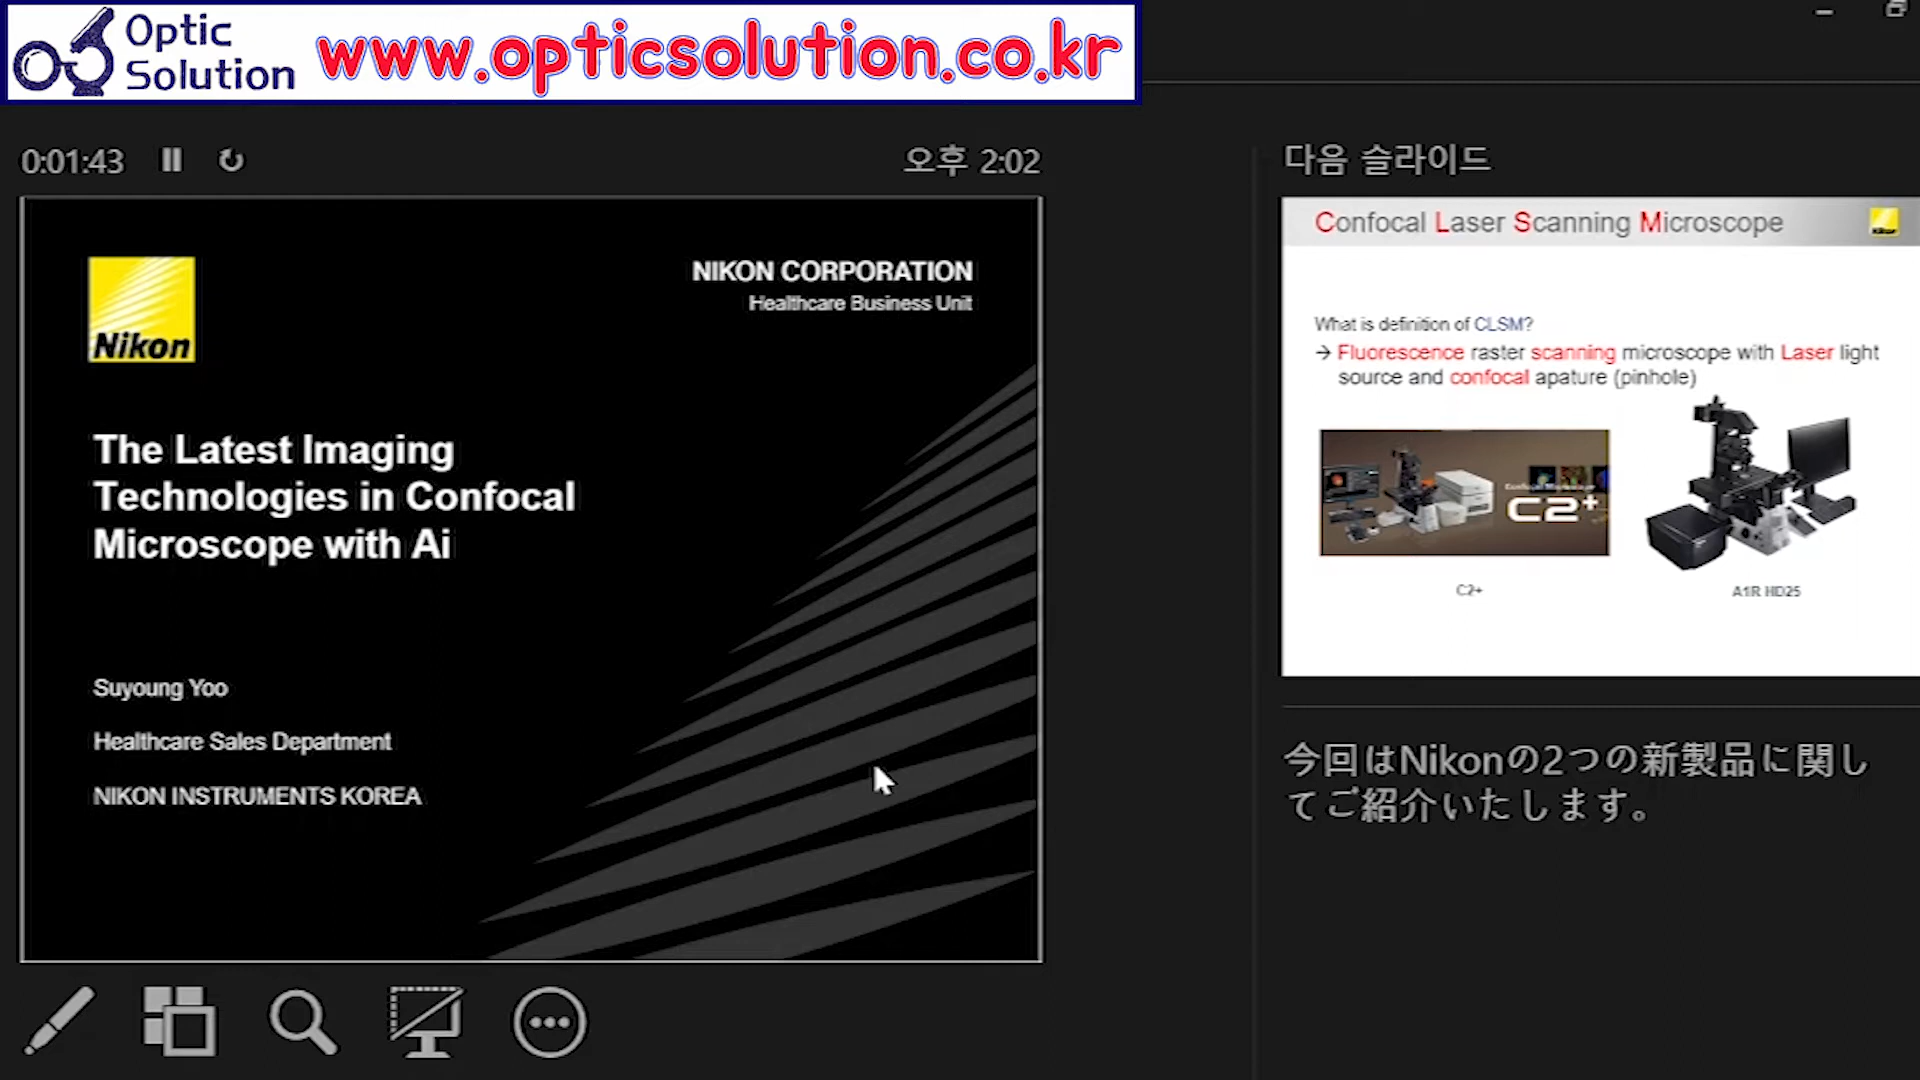 Optic
Solution
www.opticsolution.co.kr
0:01:43
오후 2:02
Nikon
NIKON CORPORATION
Healthcare Business Unit
The Latest Imaging
Technologies in Confocal
Microscope with Ai
Suyoung Yoo
Healthcare Sales Department
NIKON INSTRUMENTS KOREA
다음 슬라이드
Confocal Laser Scanning Microscope
Nikon
What is definition of CLSM?
→ Fluorescence raster scanning microscope with Laser light
source and confocal apature (pinhole)
Confocal Microscope
C2+
C2+
A1R HD25
今回はNikonの2つの新製品に関し
てご紹介いたします。